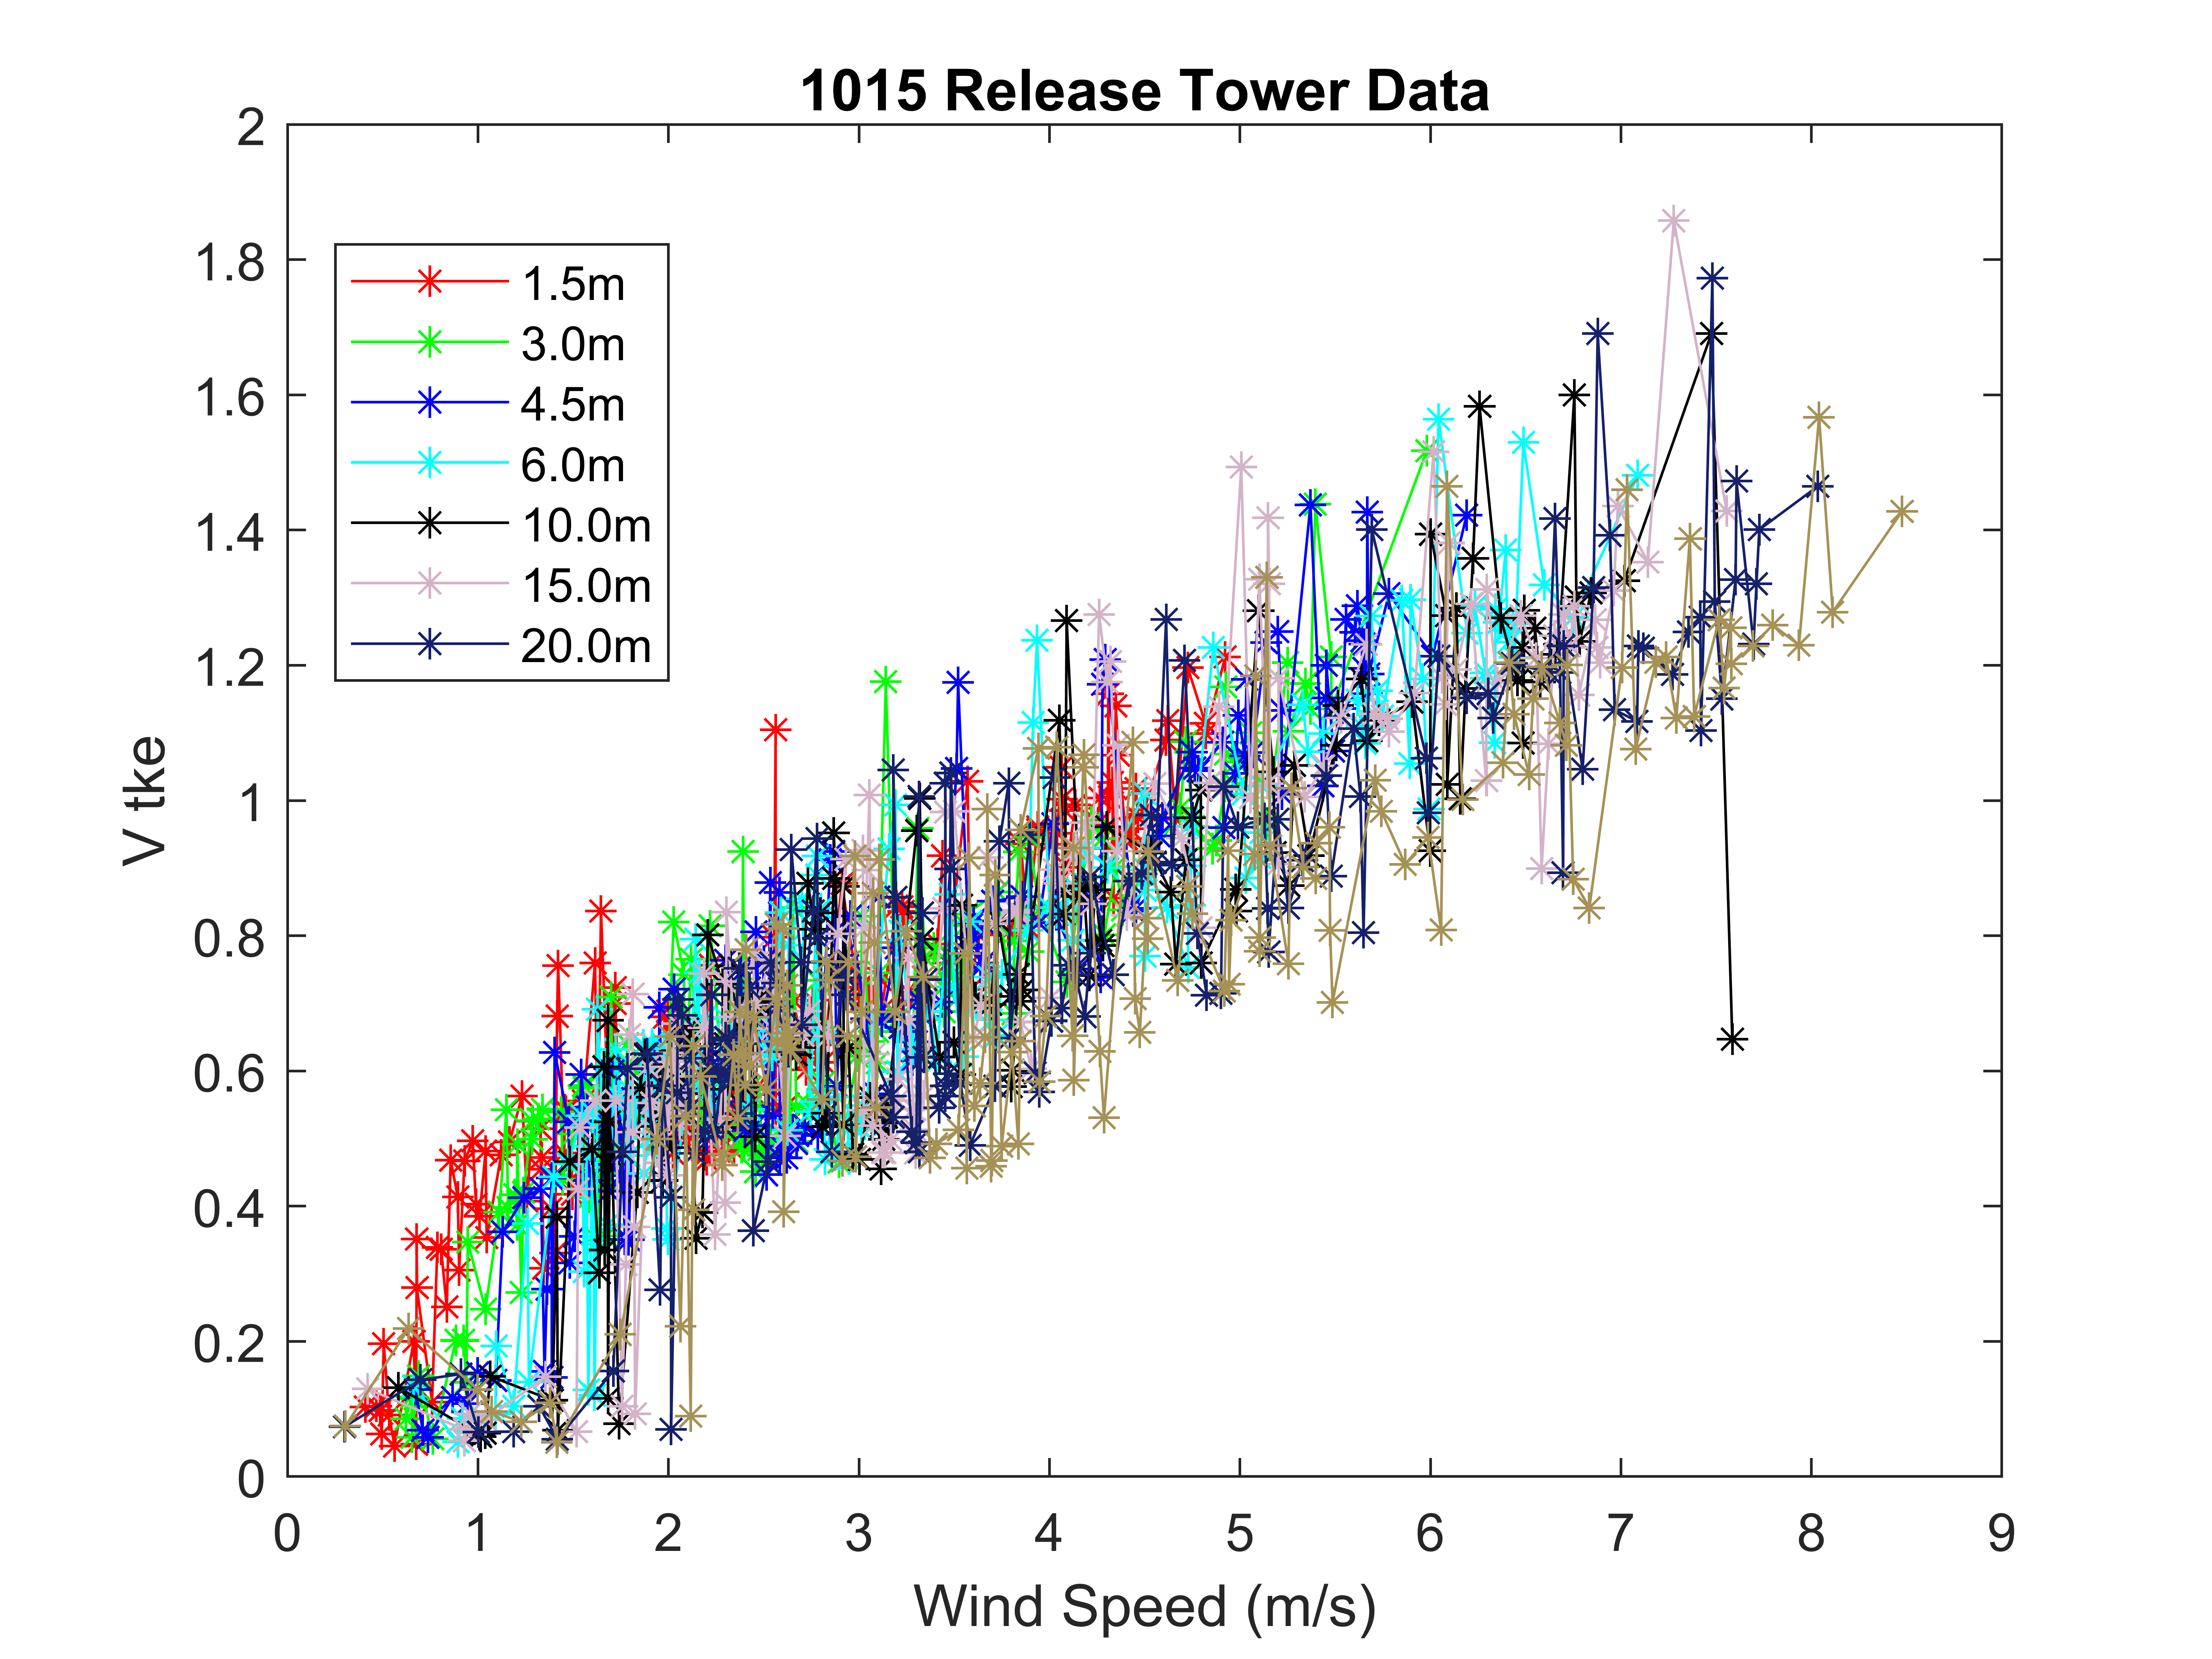 1015 Release Tower Data
2
1.8
1.6
1.4
1.2
1
0.8
0.6
0.4
0.2
0
V tke
1.5m
3.0m
4.5m
6.0m
10.0m
15.0m
20.0m
0 1 2 3 4 5 6 7 8 9
Wind Speed (m/s)